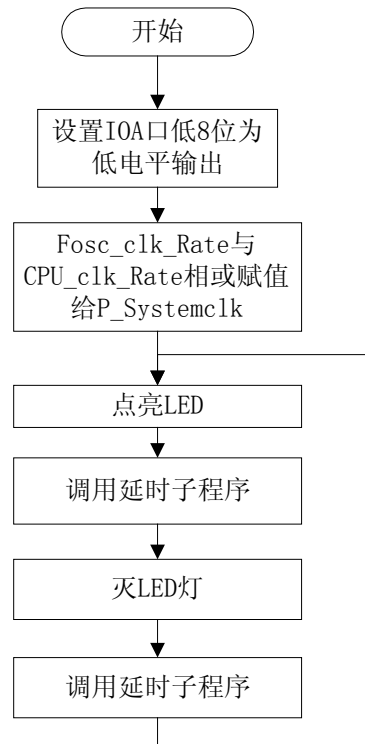 开始
设置IOA口低8位为
低电平输出
Fosc_clk_Rate与
CPU_clk_Rate相或赋值
给P_Systemclk
点亮LED
调用延时子程序
灭LED灯
调用延时子程序